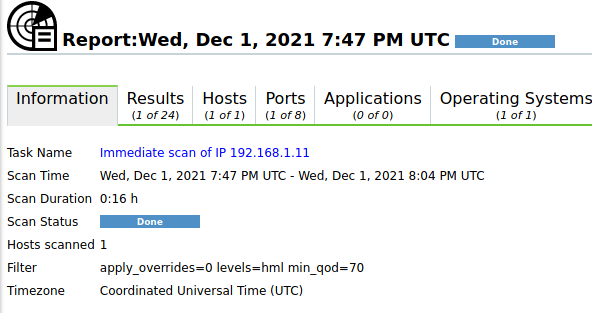 Report:Wed, Dec 1, 2021 7:47 PM UTC Done
Information Results Hosts Ports Applications Operating Systems
(1 of 24) (1 of 1) (1 of 8) (0 of 0) (1 of 1)
Task Name Immediate scan of IP 192.168.1.11
Scan Time Wed, Dec 1, 2021 7:47 PM UTC - Wed, Dec 1, 2021 8:04 PM UTC
Scan Duration 0:16 h
Scan Status Done
Hosts scanned 1
Filter apply_overrides=0 levels=hml min_qod=70
Timezone Coordinated Universal Time (UTC)